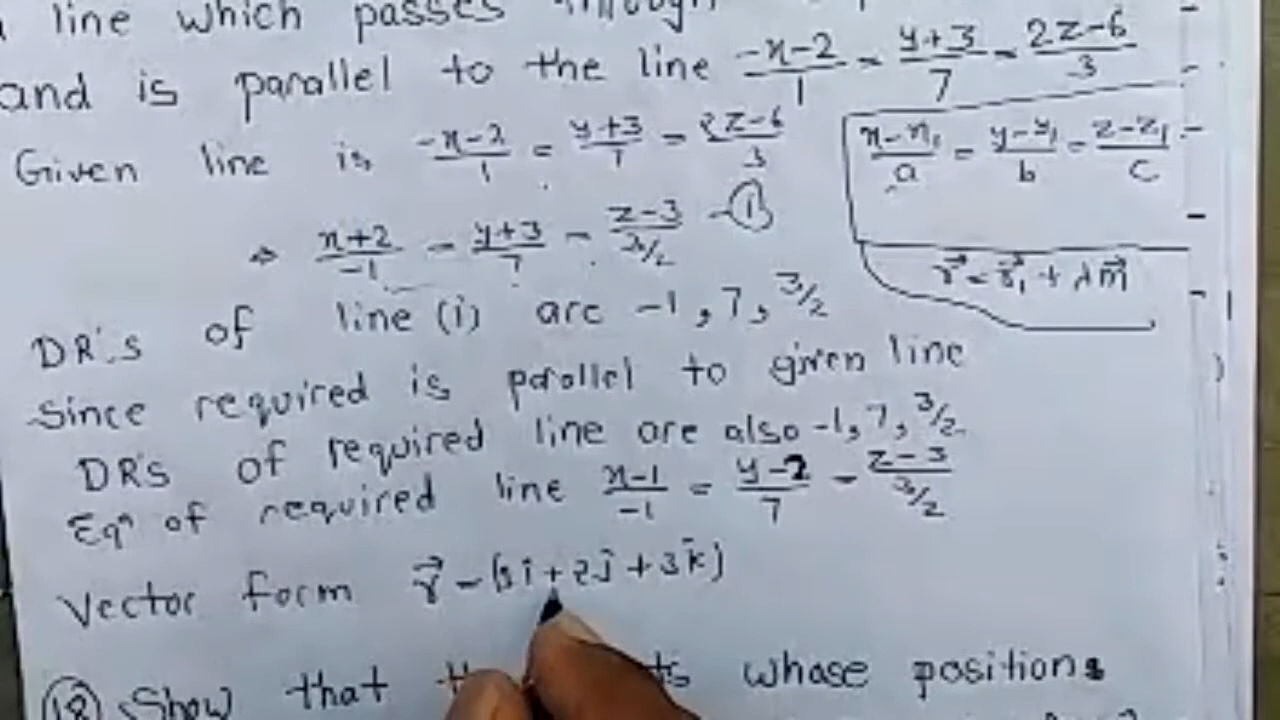 line which passes through
and is parallel to the line (-x-2)/1 = (y+3)/7 = (2z-6)/3
Given line is (-x-2)/1 = (y+3)/7 = (2z-6)/3
⇒ (x+2)/-1 = (y+3)/7 = (z-3)/(3/2) -①
(x-x₁)/a = (y-y₁)/b = (z-z₁)/c
r⃗ = r⃗₁ + λm⃗
DR's of line (i) are -1, 7, 3/2
Since required is parallel to given line
DR's of required line are also -1, 7, 3/2
Eqⁿ of required line (x-1)/-1 = (y-2)/7 = (z-3)/(3/2)
Vector form r⃗ = ( i + 2j + 3k)
(18) Show that whose position